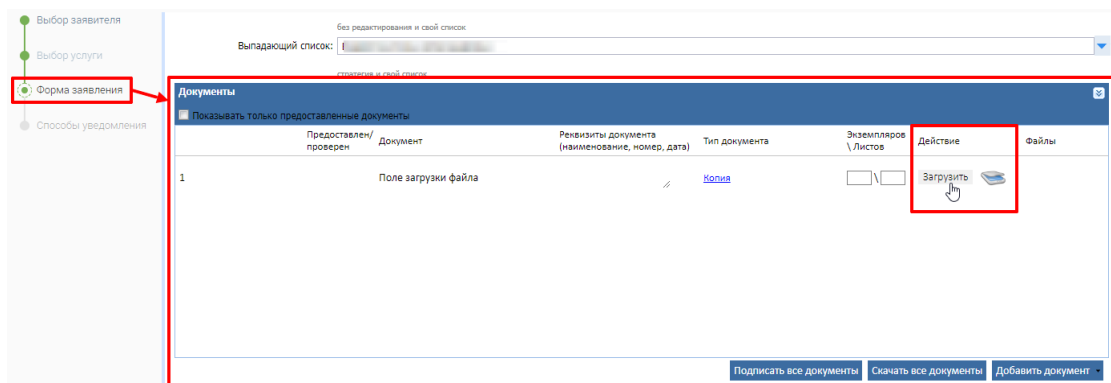 Выбор заявителя
Выбор услуги
Форма заявления
Способы уведомления
без редактирования и свой список
Выпадающий список:
стратегия и свой список
Документы
Показывать только предоставленные документы
Предоставлен/
проверен
Документ
Реквизиты документа
(наименование, номер, дата)
Тип документа
Экземпляров
\ Листов
Действие
Файлы
1
Поле загрузки файла
Копия
\
Загрузить
Подписать все документы
Скачать все документы
Добавить документ